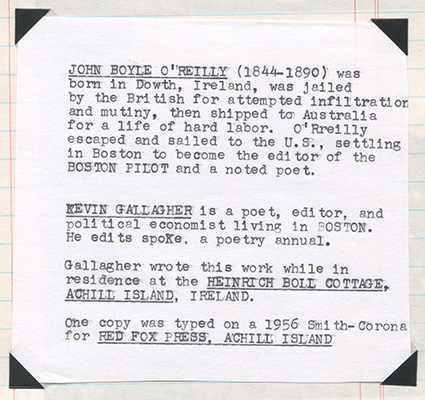 JOHN BOYLE O"REILLY (1844-1890) was
born in Dowth, Ireland, was jailed
by the British for attempted infiltration
and mutiny, then shipped to Australia
for a life of hard labor. O'Rreilly
escaped and sailed to the U.S., settling
in Boston to become the editor of the
BOSTON PILOT and a noted poet.
KEVIN GALLAGHER is a poet, editor, and
political economist living in BOSTON.
He edits spoKe, a poetry annual.
Gallagher wrote this work while in
residence at the HEINRICH BOLL COTTAGE,
ACHILL ISLAND, IRELAND.
One copy was typed on a 1956 Smith-Corona
for RED FOX PRESS, ACHILL ISLAND